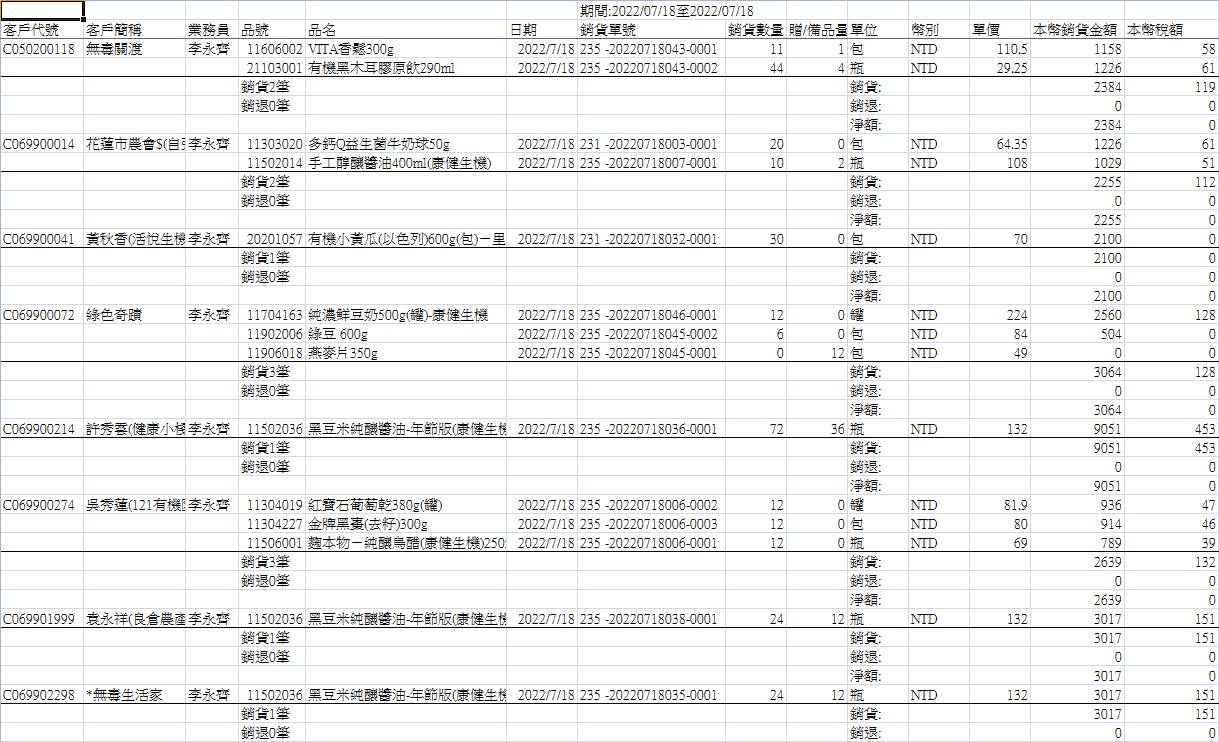 期間:2022/07/18至2022/07/18
客戶代號 客戶簡稱 業務員 品號 品名 日期 銷貨單號 銷貨數量 贈/備品量 單位 幣別 單價 本幣銷貨金額 本幣稅額
C050200118 無毒關渡 李永齊 11606002 VITA香鬆300g 2022/7/18 235 -20220718043-0001 11 1 包 NTD 110.5 1158 58
21103001 有機黑木耳膠原飲290ml 2022/7/18 235 -20220718043-0002 44 4 瓶 NTD 29.25 1226 61
銷貨2筆 銷貨: 2384 119
銷退0筆 銷退: 0 0
淨額: 2384 0
C069900014 花蓮市農會$(自 李永齊 11303020 多鈣Q益生菌牛奶球50g 2022/7/18 231 -20220718003-0001 20 0 包 NTD 64.35 1226 61
11502014 手工醇釀醬油400ml(康健生機) 2022/7/18 235 -20220718007-0001 10 2 瓶 NTD 108 1029 51
銷貨2筆 銷貨: 2255 112
銷退0筆 銷退: 0 0
淨額: 2255 0
C069900041 黃秋香(活悅生機 李永齊 20201057 有機小黃瓜(以色列)600g(包)－里 2022/7/18 231 -20220718032-0001 30 0 包 NTD 70 2100 0
銷貨1筆 銷貨: 2100 0
銷退0筆 銷退: 0 0
淨額: 2100 0
C069900072 綠色奇蹟 李永齊 11704163 純濃鮮豆奶500g(罐)-康健生機 2022/7/18 235 -20220718046-0001 12 0 罐 NTD 224 2560 128
11902006 綠豆 600g 2022/7/18 235 -20220718045-0002 6 0 包 NTD 84 504 0
11906018 燕麥片350g 2022/7/18 235 -20220718045-0001 0 12 包 NTD 49 0 0
銷貨3筆 銷貨: 3064 128
銷退0筆 銷退: 0 0
淨額: 3064 0
C069900214 許秀雲(健康小棧 李永齊 11502036 黑豆米純釀醬油-年節版(康健生機 2022/7/18 235 -20220718036-0001 72 36 瓶 NTD 132 9051 453
銷貨1筆 銷貨: 9051 453
銷退0筆 銷退: 0 0
淨額: 9051 0
C069900274 吳秀蓮(121有機 李永齊 11304019 紅寶石葡萄乾380g(罐) 2022/7/18 235 -20220718006-0002 12 0 罐 NTD 81.9 936 47
11304227 金牌黑棗(去籽)300g 2022/7/18 235 -20220718006-0003 12 0 包 NTD 80 914 46
11506001 麴本物－純釀烏醋(康健生機)250 2022/7/18 235 -20220718006-0001 12 0 瓶 NTD 69 789 39
銷貨3筆 銷貨: 2639 132
銷退0筆 銷退: 0 0
淨額: 2639 0
C069901999 袁永祥(良倉農產 李永齊 11502036 黑豆米純釀醬油-年節版(康健生機 2022/7/18 235 -20220718038-0001 24 12 瓶 NTD 132 3017 151
銷貨1筆 銷貨: 3017 151
銷退0筆 銷退: 0 0
淨額: 3017 0
C069902298 *無毒生活家 李永齊 11502036 黑豆米純釀醬油-年節版(康健生機 2022/7/18 235 -20220718035-0001 24 12 瓶 NTD 132 3017 151
銷貨1筆 銷貨: 3017 151
銷退0筆 銷退: 0 0